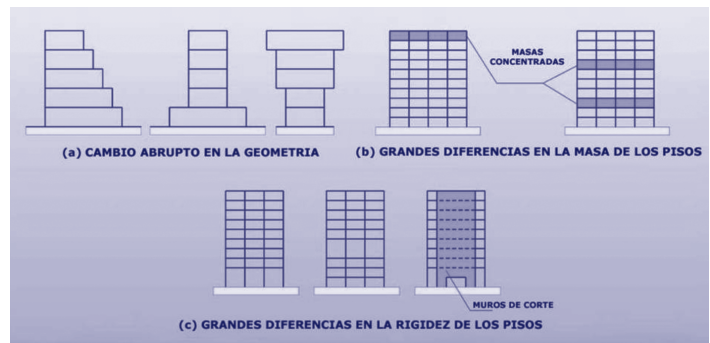 MASAS
CONCENTRADAS
(a) CAMBIO ABRUPTO EN LA GEOMETRIA
(b) GRANDES DIFERENCIAS EN LA MASA DE LOS PISOS
MUROS DE CORTE
(c) GRANDES DIFERENCIAS EN LA RIGIDEZ DE LOS PISOS